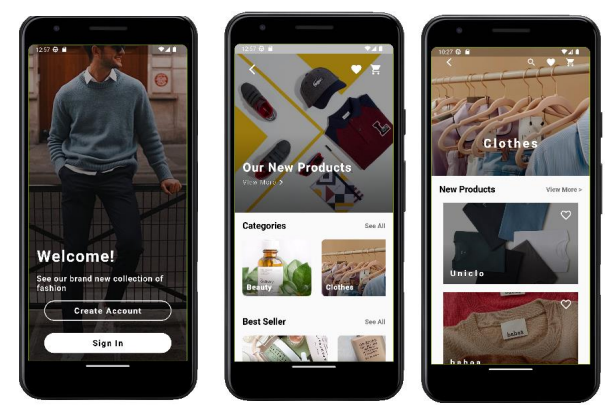 12:57
Welcome!
See our brand new collection of
fashion
Create Account
Sign In
12:57
Our New Products
View More >
Categories
See All
Beauty
Clothes
Best Seller
See All
10:27
Clothes
New Products
View More >
Uniclo
bahaa
bahaa